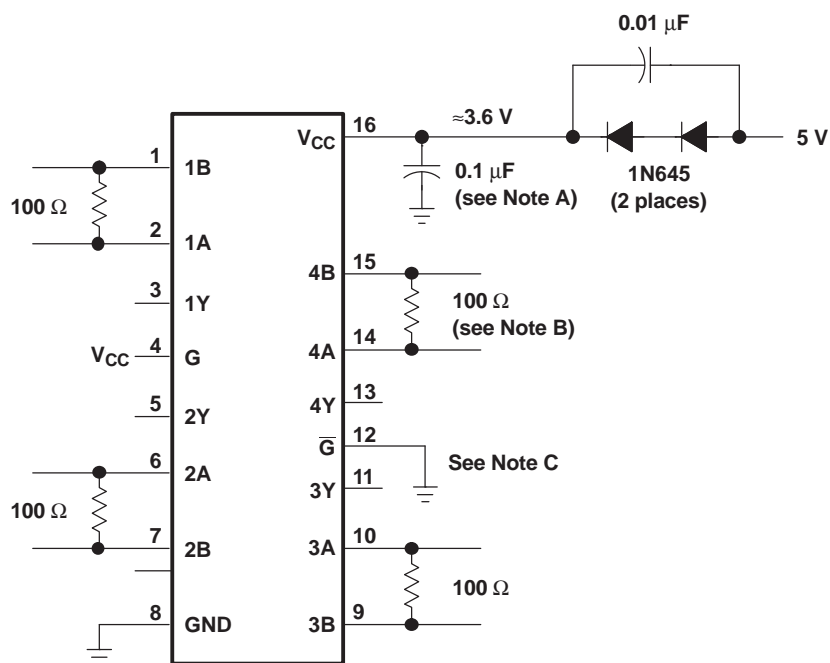 0.01 μF
≈3.6 V
5 V
1N645
(2 places)
0.1 μF
(see Note A)
16
VCC
1
1B
100 Ω
2
1A
3
1Y
VCC
4
G
5
2Y
6
2A
100 Ω
7
2B
8
GND
15
4B
100 Ω
(see Note B)
14
4A
13
4Y
12
G̅
See Note C
11
3Y
10
3A
100 Ω
9
3B